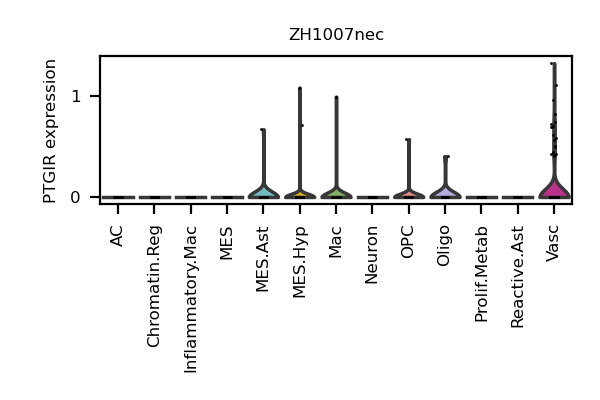 ZH1007nec
PTGIR expression
1
0
AC
Chromatin.Reg
Inflammatory.Mac
MES
MES.Ast
MES.Hyp
Mac
Neuron
OPC
Oligo
Prolif.Metab
Reactive.Ast
Vasc